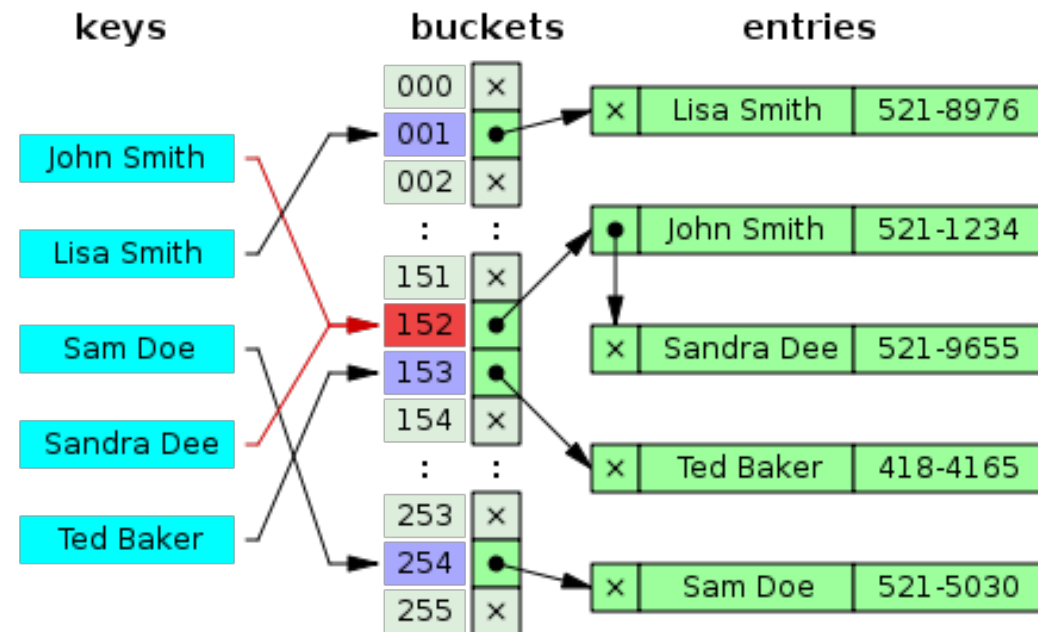 keys
buckets
entries
John Smith
Lisa Smith
Sam Doe
Sandra Dee
Ted Baker
000 ×
001
002 ×
: :
151 ×
152
153
154 ×
: :
253 ×
254
255 ×
× Lisa Smith 521-8976
John Smith 521-1234
× Sandra Dee 521-9655
× Ted Baker 418-4165
× Sam Doe 521-5030